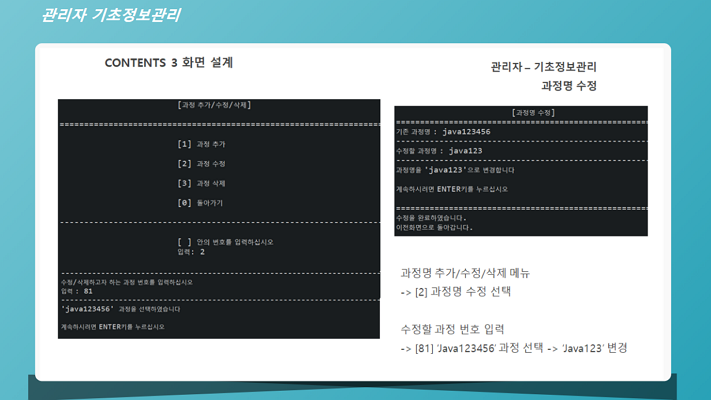 관리자 기초정보관리
CONTENTS 3 화면 설계
관리자 – 기초정보관리
과정명 수정
[과정 추가/수정/삭제]
[1] 과정 추가
[2] 과정 수정
[3] 과정 삭제
[0] 돌아가기
[ ] 안의 번호를 입력하십시오
입력: 2
수정/삭제하고자 하는 과정 번호를 입력하십시오
입력 : 81
'java123456' 과정을 선택하였습니다
계속하시려면 ENTER키를 누르십시오
[과정명 수정]
기존 과정명 : java123456
수정할 과정명 : java123
과정명을 'java123'으로 변경합니다
계속하시려면 ENTER키를 누르십시오
수정을 완료하였습니다.
이전화면으로 돌아갑니다.
과정명 추가/수정/삭제 메뉴
-> [2] 과정명 수정 선택
수정할 과정 번호 입력
-> [81] 'Java123456' 과정 선택 -> 'Java123' 변경